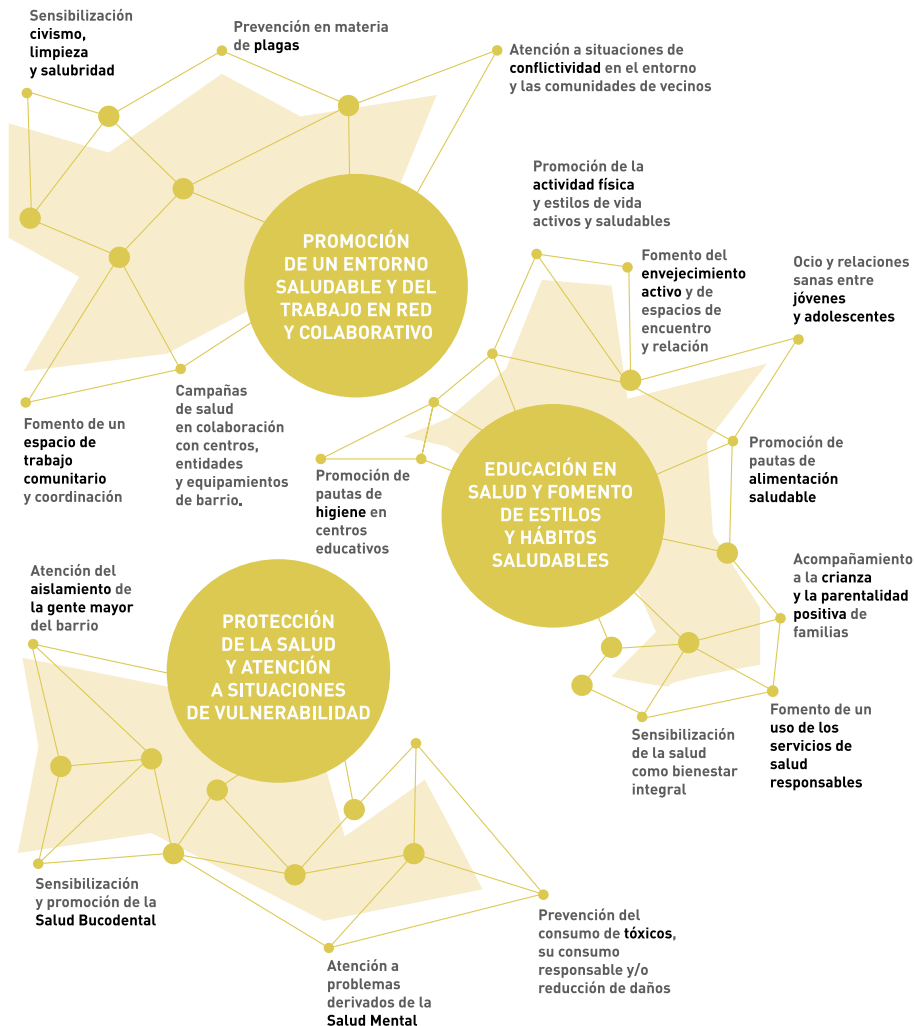 Sensibilización
civismo,
limpieza
y salubridad
Prevención en materia
de plagas
Atención a situaciones de
conflictividad en el entorno
y las comunidades de vecinos
PROMOCIÓN
DE UN ENTORNO
SALUDABLE Y DEL
TRABAJO EN RED
Y COLABORATIVO
Fomento de un
espacio de
trabajo
comunitario
y coordinación
Campañas
de salud
en colaboración
con centros,
entidades
y equipamientos
de barrio.
Promoción de la
actividad física
y estilos de vida
activos y saludables
Fomento del
envejecimiento
activo y de
espacios de
encuentro
y relación
Ocio y relaciones
sanas entre
jóvenes
y adolescentes
Promoción de
pautas de
higiene en
centros
educativos
EDUCACIÓN EN
SALUD Y FOMENTO
DE ESTILOS
Y HÁBITOS
SALUDABLES
Promoción de
pautas de
alimentación
saludable
Acompañamiento
a la crianza
y la parentalidad
positiva de
familias
Fomento de un
uso de los
servicios de
salud
responsables
Sensibilización
de la salud
como bienestar
integral
Atención del
aislamiento de
la gente mayor
del barrio
PROTECCIÓN
DE LA SALUD
Y ATENCIÓN
A SITUACIONES
DE VULNERABILIDAD
Sensibilización
y promoción de la
Salud Bucodental
Atención a
problemas
derivados de la
Salud Mental
Prevención del
consumo de tóxicos,
su consumo
responsable y/o
reducción de daños